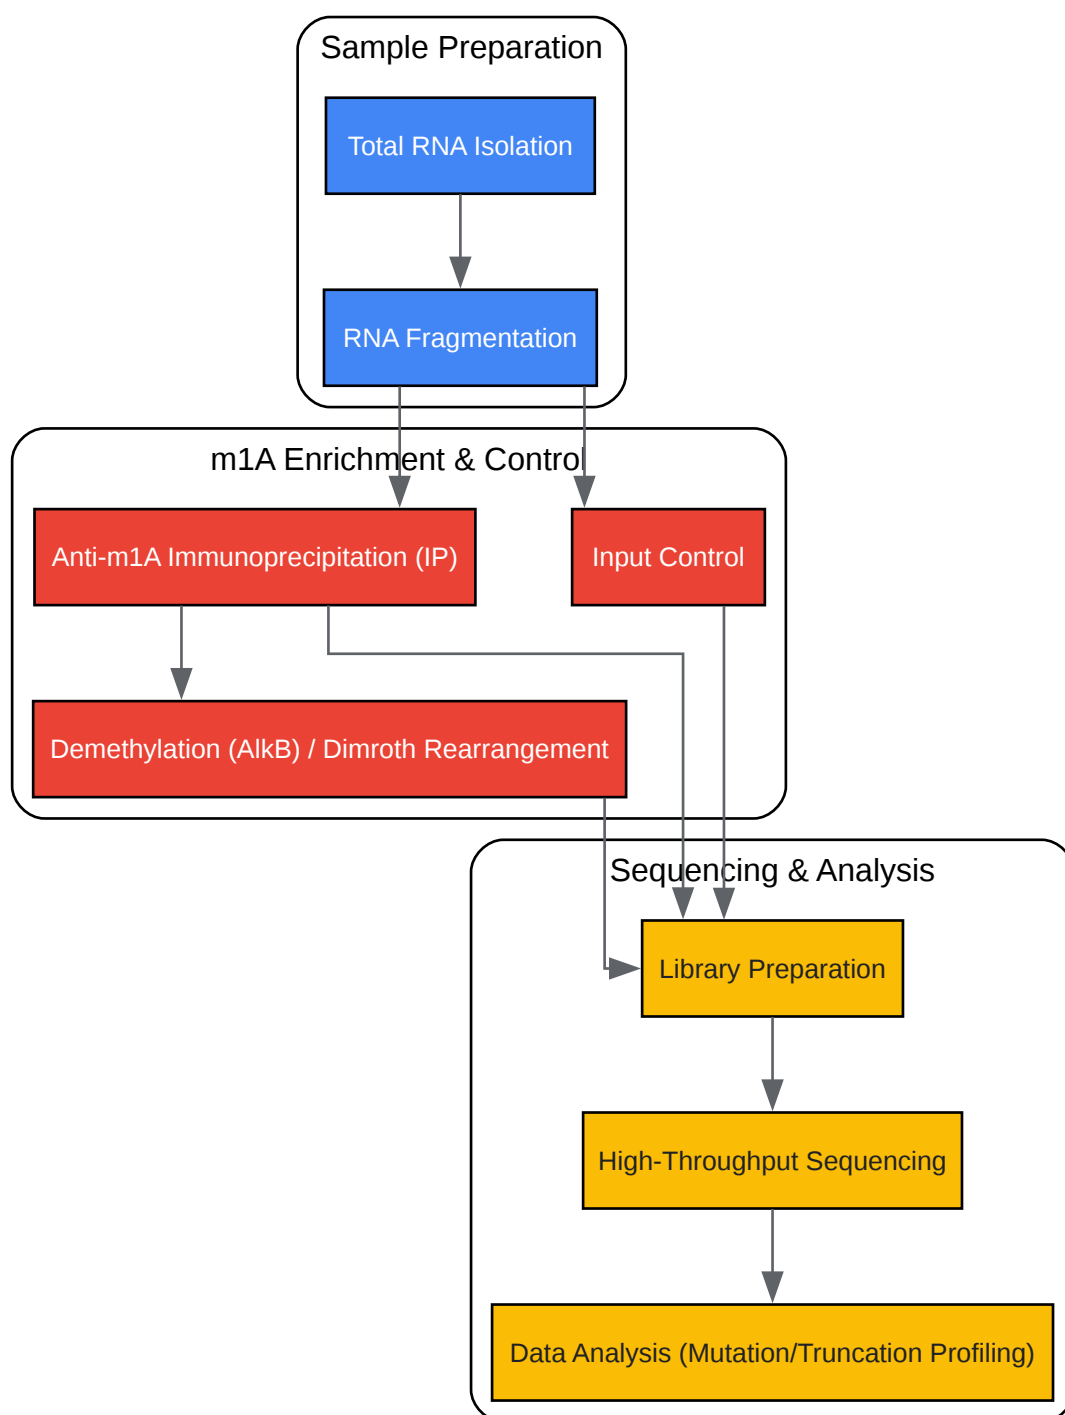 Sample Preparation
Total RNA Isolation
RNA Fragmentation
m1A Enrichment & Control
Anti-m1A Immunoprecipitation (IP)
Input Control
Demethylation (AlkB) / Dimroth Rearrangement
Sequencing & Analysis
Library Preparation
High-Throughput Sequencing
Data Analysis (Mutation/Truncation Profiling)